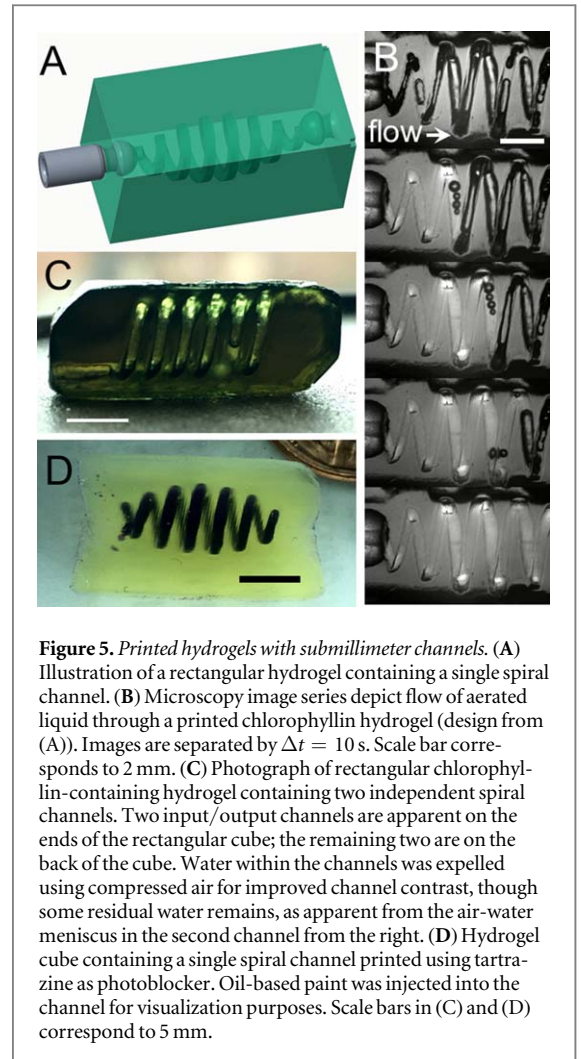 A
B
flow
C
D
Figure 5. Printed hydrogels with submillimeter channels. (A)
Illustration of a rectangular hydrogel containing a single spiral
channel. (B) Microscopy image series depict flow of aerated
liquid through a printed chlorophyllin hydrogel (design from
(A)). Images are separated by Δt = 10 s. Scale bar corre-
sponds to 2 mm. (C) Photograph of rectangular chlorophyl-
lin-containing hydrogel containing two independent spiral
channels. Two input/output channels are apparent on the
ends of the rectangular cube; the remaining two are on the
back of the cube. Water within the channels was expelled
using compressed air for improved channel contrast, though
some residual water remains, as apparent from the air-water
meniscus in the second channel from the right. (D) Hydrogel
cube containing a single spiral channel printed using tartra-
zine as photoblocker. Oil-based paint was injected into the
channel for visualization purposes. Scale bars in (C) and (D)
correspond to 5 mm.